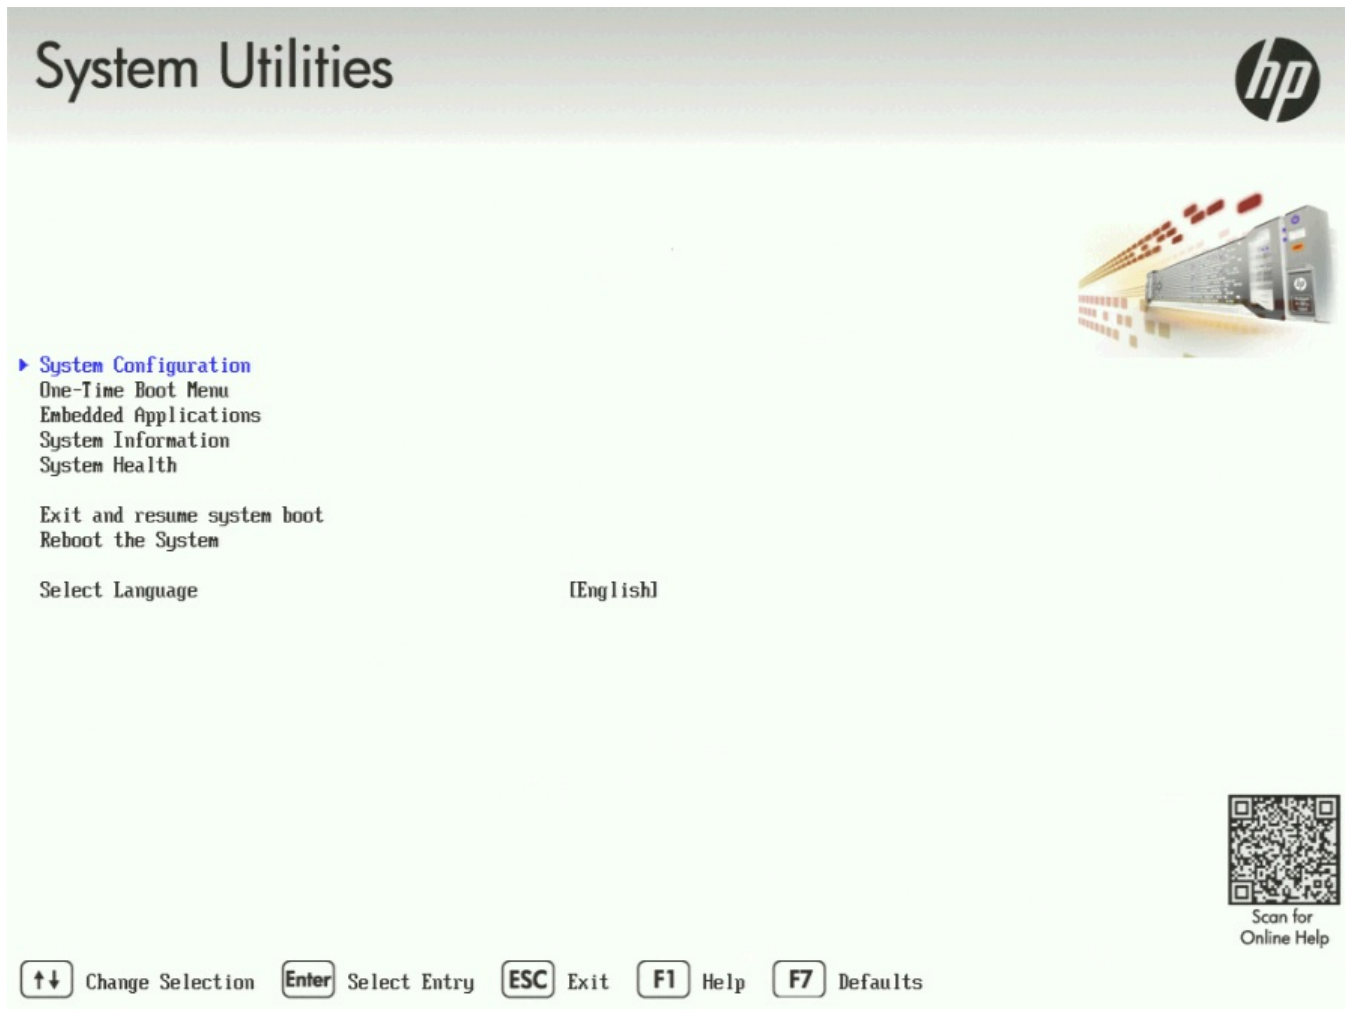 System Utilities
hp
System Configuration
One-Time Boot Menu
Embedded Applications
System Information
System Health
Exit and resume system boot
Reboot the System
Select Language [English]
Scan for
Online Help
↑↓ Change Selection Enter Select Entry ESC Exit F1 Help F7 Defaults